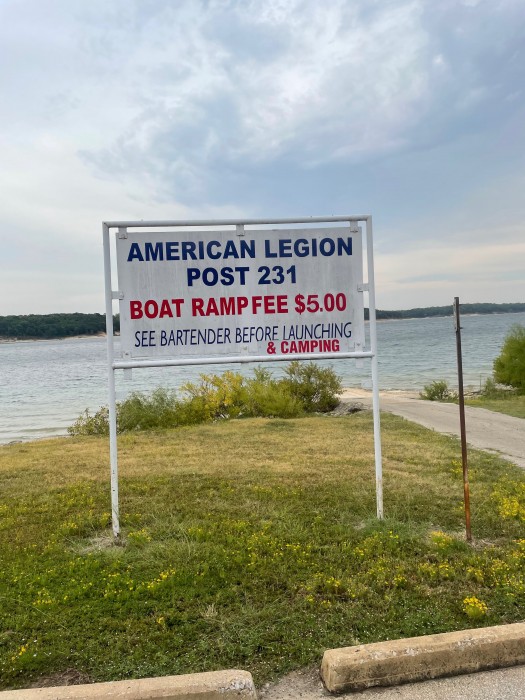 AMERICAN LEGION
POST 231
BOAT RAMP FEE $5.00
SEE BARTENDER BEFORE LAUNCHING
& CAMPING